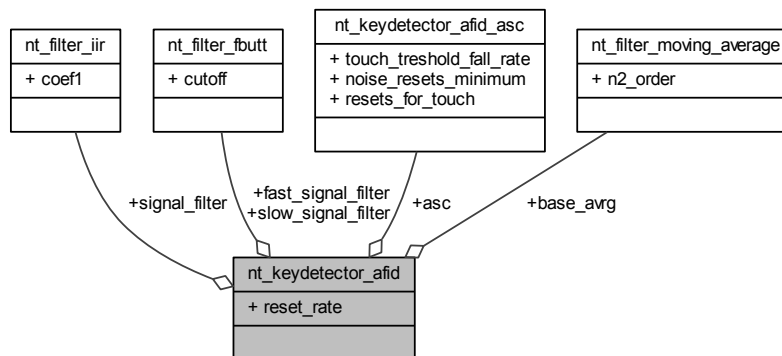 nt_filter_iir
+ coef1
nt_filter_fbutt
+ cutoff
nt_keydetector_afid_asc
+ touch_treshold_fall_rate
+ noise_resets_minimum
+ resets_for_touch
nt_filter_moving_average
+ n2_order
+signal_filter
+fast_signal_filter
+slow_signal_filter
+asc
+base_avrg
nt_keydetector_afid
+ reset_rate